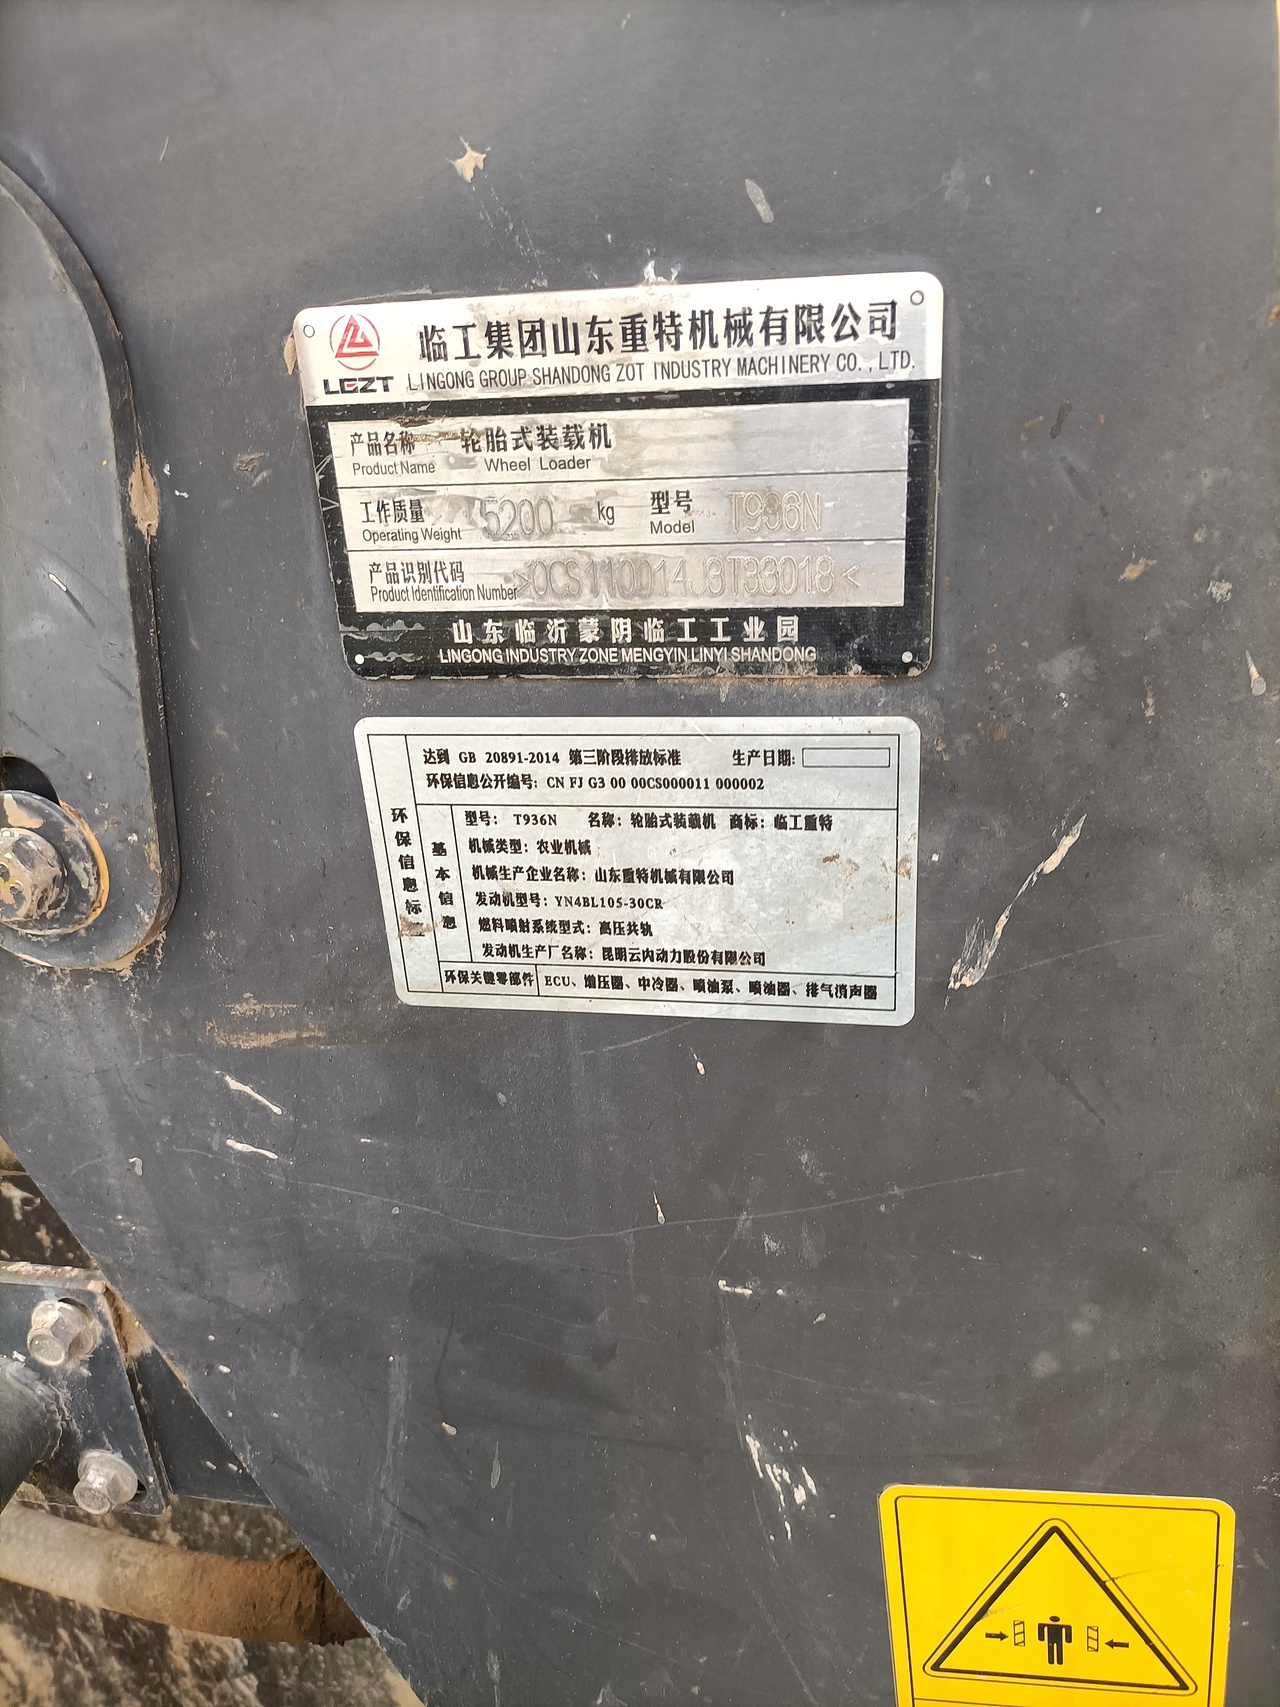 LGZT
临工集团山东重特机械有限公司
LINGONG GROUP SHANDONG ZOT INDUSTRY MACHINERY CO.,LTD.
产品名称 轮胎式装载机
Product Name Wheel Loader
工作质量 5200 kg 型号 T936N
Operating Weight Model
产品识别代码
Product Identification Number
山东临沂蒙阴临工工业园
LINGONG INDUSTRY ZONE MENGYIN LINYI SHANDONG
环保信息标签
达到 GB 20891-2014 第三阶段排放标准 生产日期:
环保信息公开编号: CN FJ G3 00 00CS000011 000002
基本信息
型号: T936N 名称: 轮胎式装载机 商标: 临工重特
机械类型: 农业机械
机械生产企业名称: 山东重特机械有限公司
发动机型号: YN4BL105-30CR
燃料喷射系统型式: 高压共轨
发动机生产厂名称: 昆明云内动力股份有限公司
环保关键零部件 ECU、增压器、中冷器、喷油泵、喷油器、排气消声器